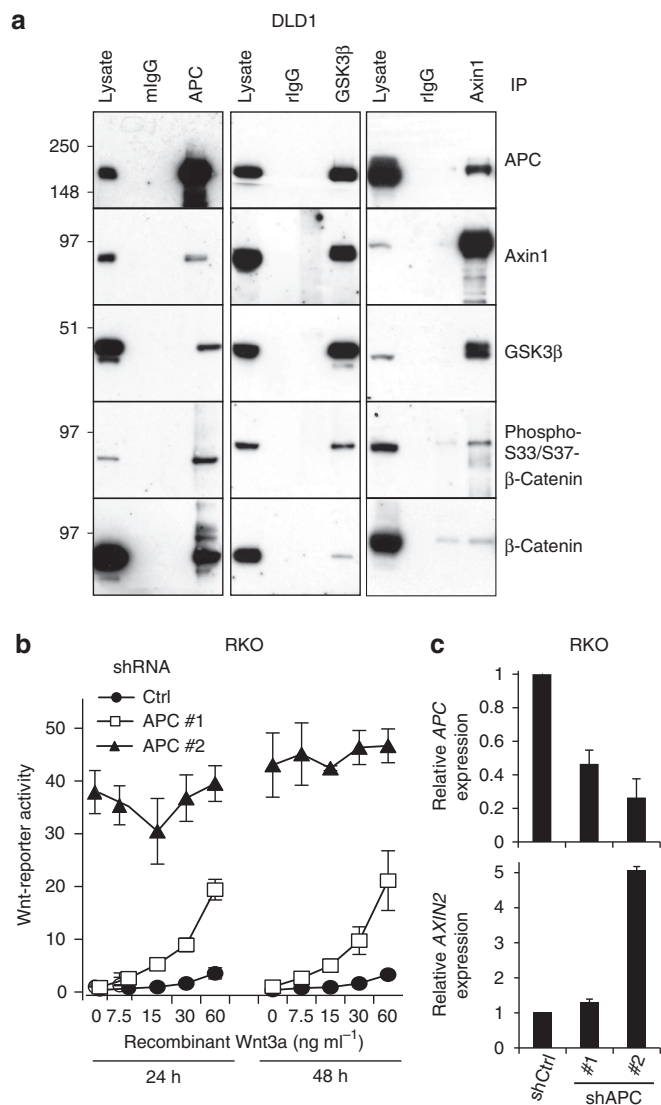 a
DLD1
Lysate mIgG APC Lysate rIgG GSK3β Lysate rIgG Axin1 IP
250
148
APC
97
Axin1
51
GSK3β
97
Phospho-
S33/S37-
β-Catenin
97
β-Catenin
b RKO
shRNA
Ctrl
APC #1
APC #2
Wnt-reporter activity
50
40
30
20
10
0
0 7.5 15 30 60 0 7.5 15 30 60
Recombinant Wnt3a (ng ml⁻¹)
24 h 48 h
c RKO
Relative APC
expression
1
0.8
0.6
0.4
0.2
0
Relative AXIN2
expression
5
4
3
2
1
0
shCtrl #1 #2
shAPC